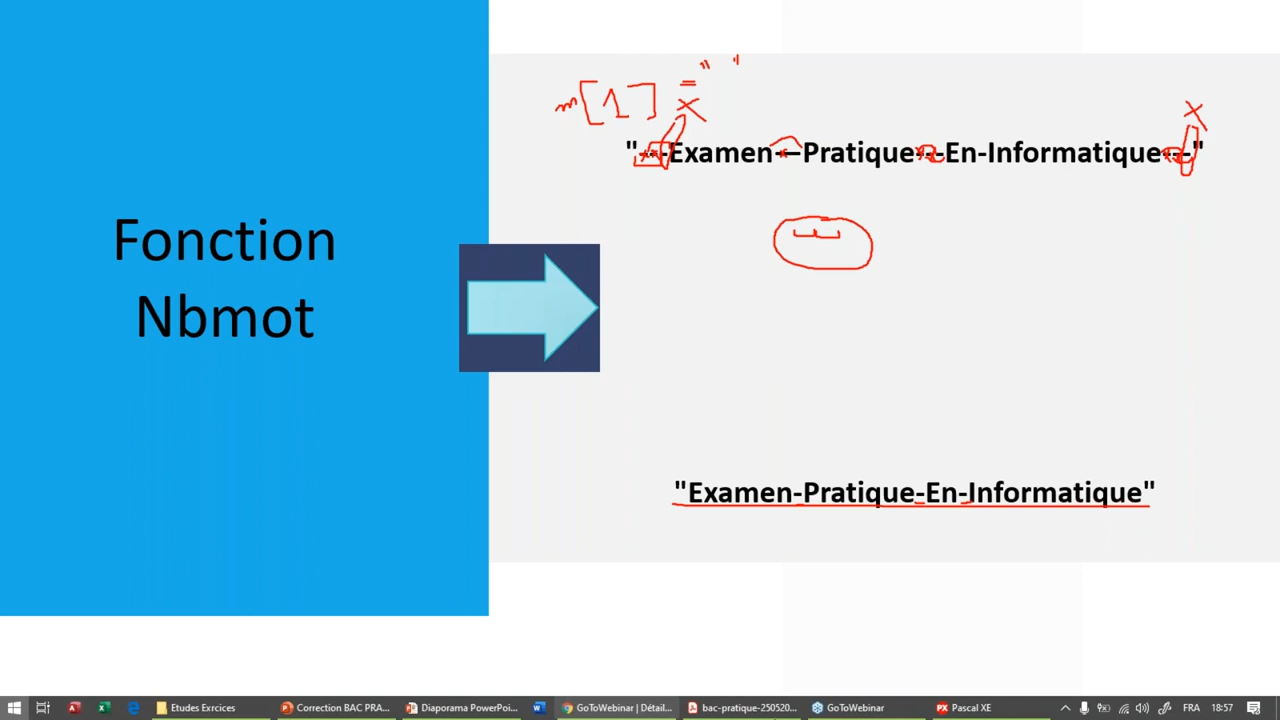 Fonction
Nbmot
m[1] = " "
x
x
"---Examen---Pratique---En-Informatique---"
"Examen-Pratique-En-Informatique"
Etudes Exrcices
Correction BAC PRA...
Diaporama PowerPoi...
GoToWebinar | Détail...
bac-pratique-250520...
GoToWebinar
Pascal XE
FRA
18:57